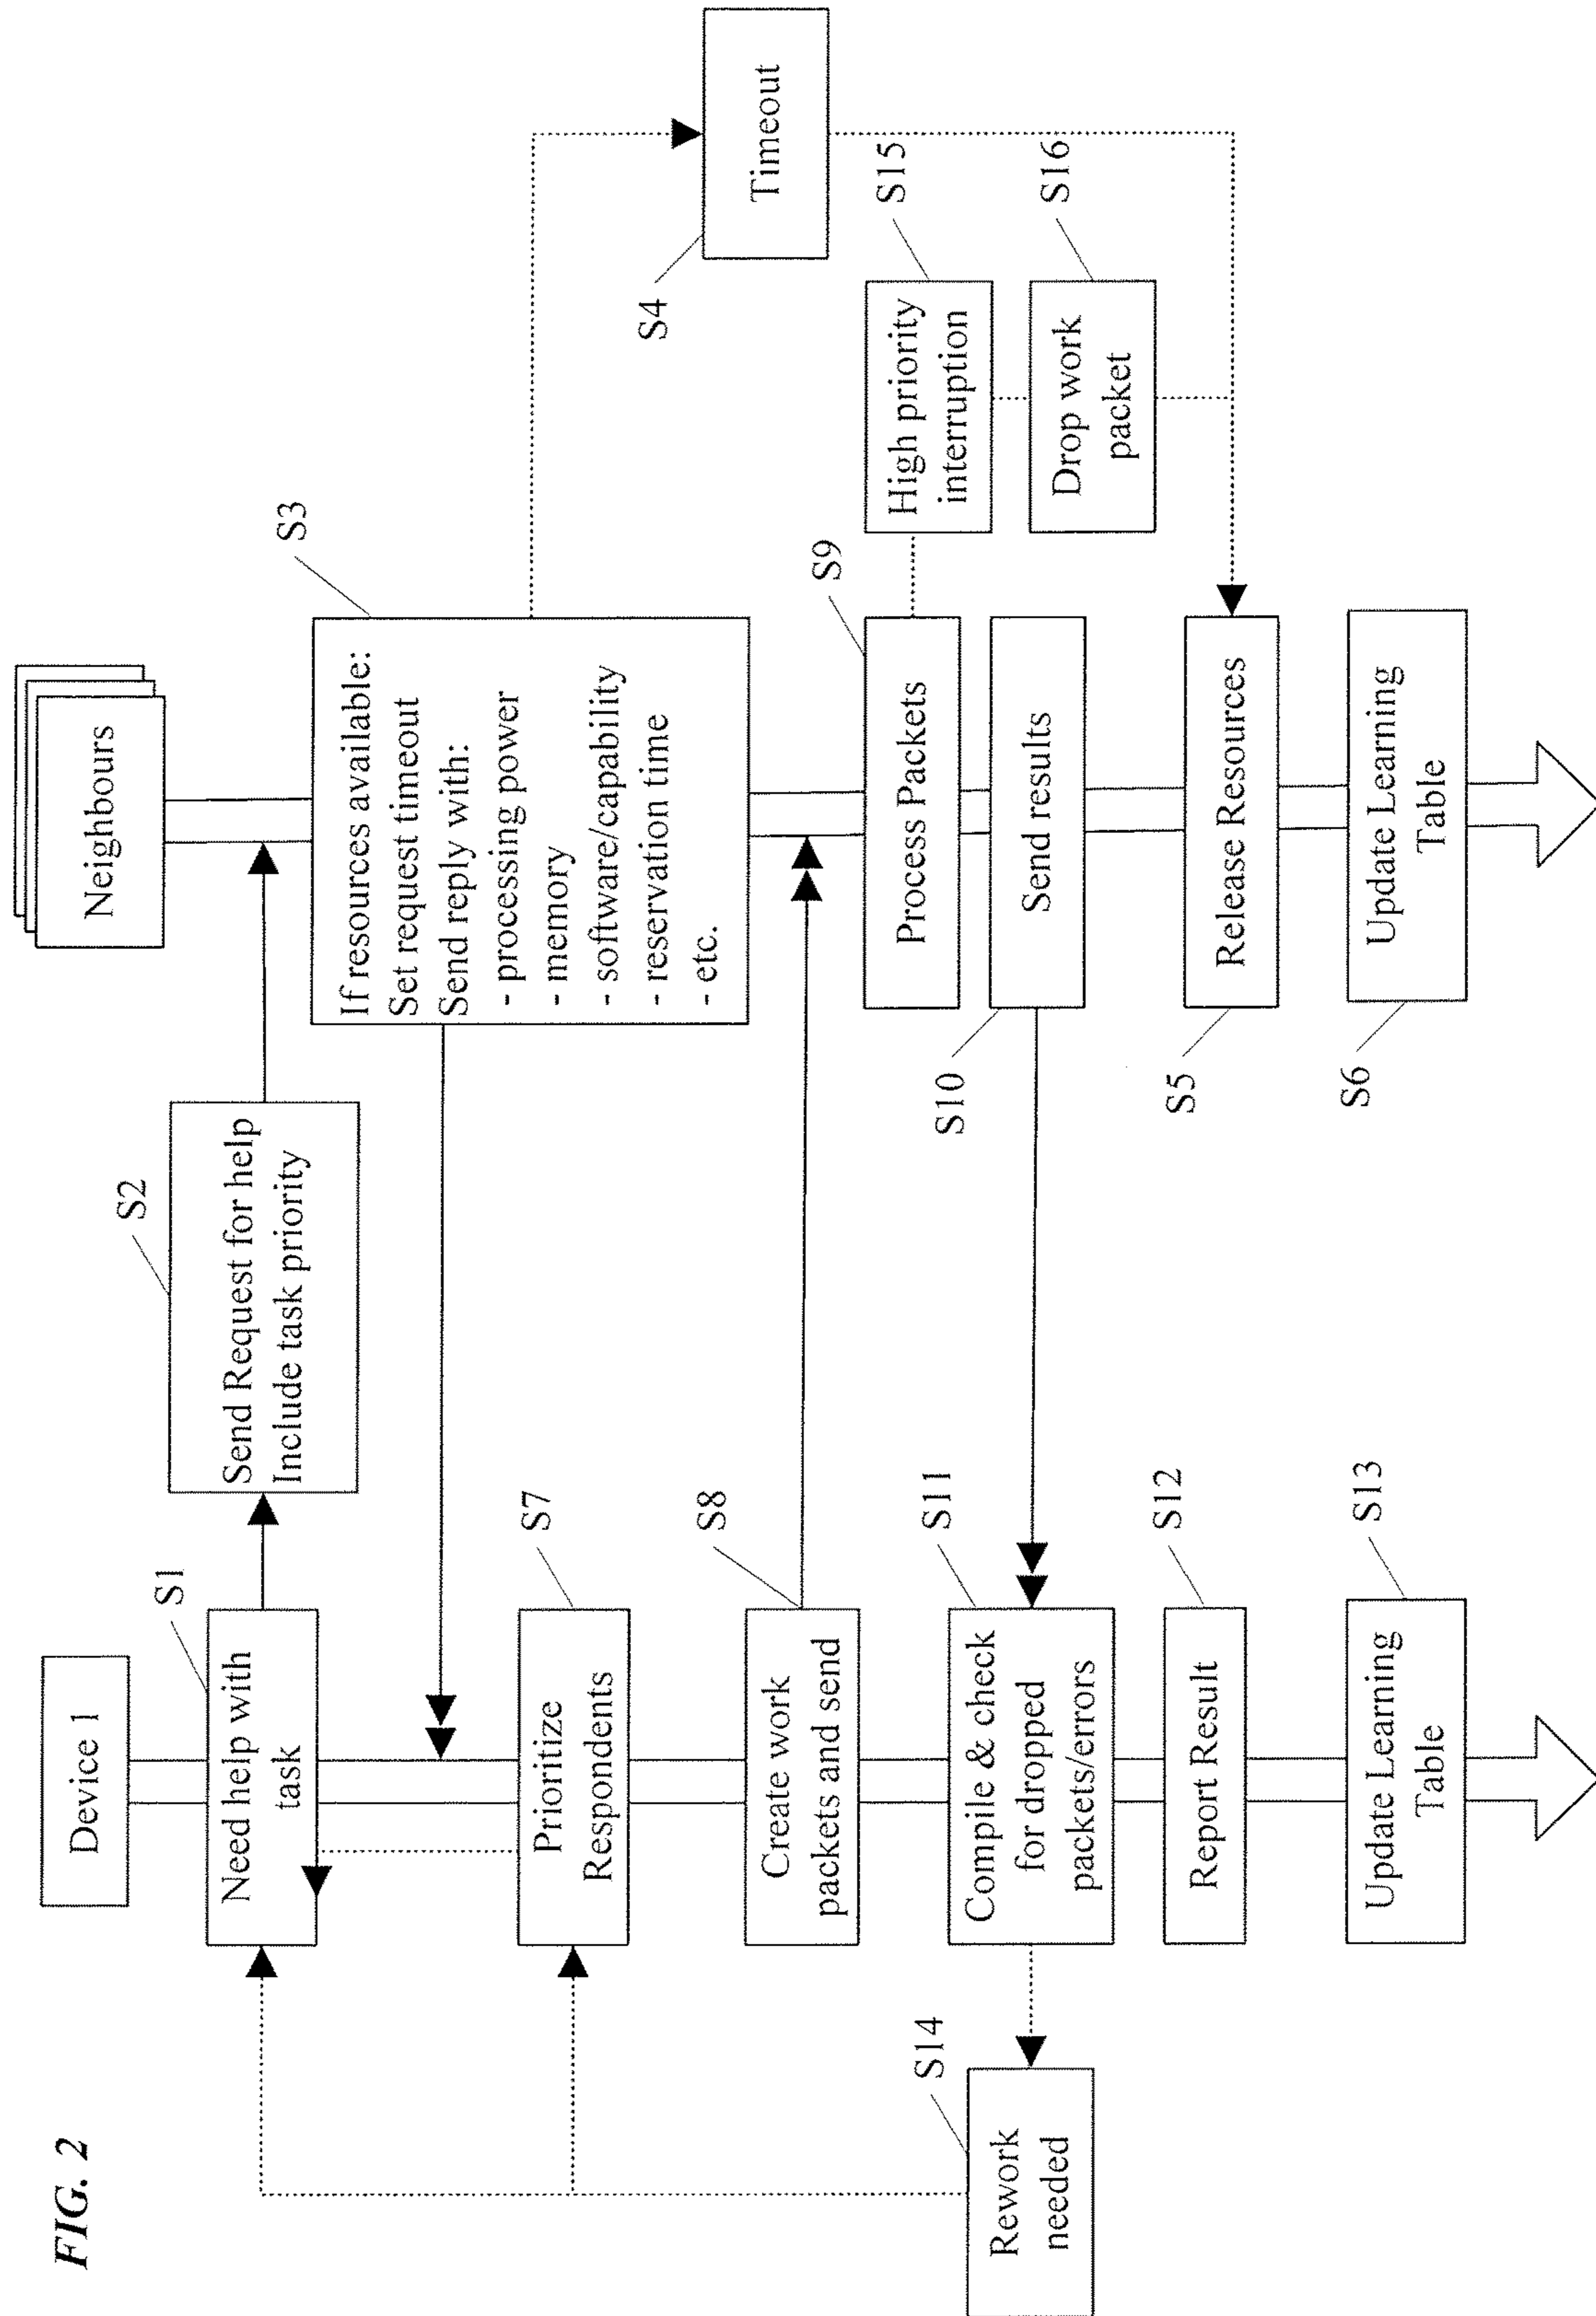 FIG. 2
Device 1
Neighbours
S1
Need help with
task
S2
Send Request for help
Include task priority
S3
If resources available:
Set request timeout
Send reply with:
- processing power
- memory
- software/capability
- reservation time
- etc.
S4
Timeout
S7
Prioritize
Respondents
S8
Create work
packets and send
S9
Process Packets
S15
High priority
interruption
S16
Drop work
packet
S10
Send results
S11
Compile & check
for dropped
packets/errors
S14
Rework
needed
S12
Report Result
S5
Release Resources
S13
Update Learning
Table
S6
Update Learning
Table